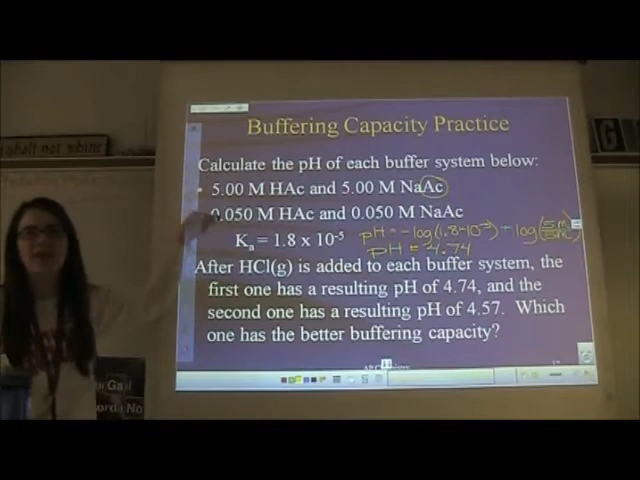 cobalt not whine
Buffering Capacity Practice
Calculate the pH of each buffer system below:
• 5.00 M HAc and 5.00 M NaAc
0.050 M HAc and 0.050 M NaAc
Ka = 1.8 x 10-5
pH = -log(1.8·10-5) + log(5m/5m)
pH = 4.74
After HCl(g) is added to each buffer system, the
first one has a resulting pH of 4.74, and the
second one has a resulting pH of 4.57. Which
one has the better buffering capacity?
AP Chemistry